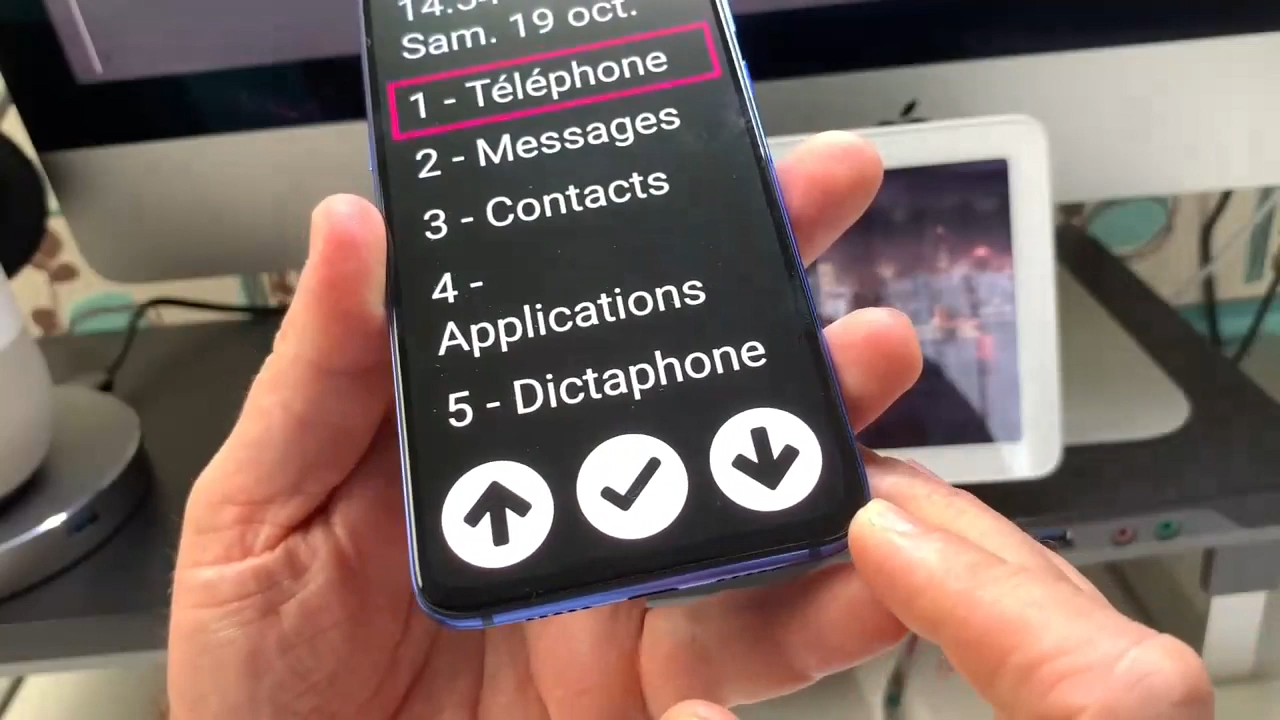 Sam. 19 oct.
1 - Téléphone
2 - Messages
3 - Contacts
4 -
Applications
5 - Dictaphone